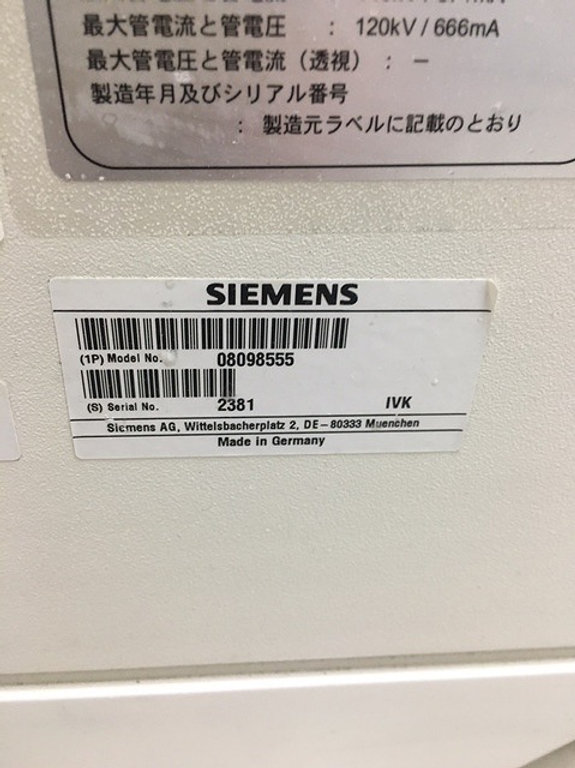 最大管電流と管電圧 : 120kV / 666mA
最大管電圧と管電流（透視） : －
製造年月及びシリアル番号
: 製造元ラベルに記載のとおり
SIEMENS
(1P) Model No. 08098555
(S) Serial No. 2381 IVK
Siemens AG, Wittelsbacherplatz 2, DE-80333 Muenchen
Made in Germany